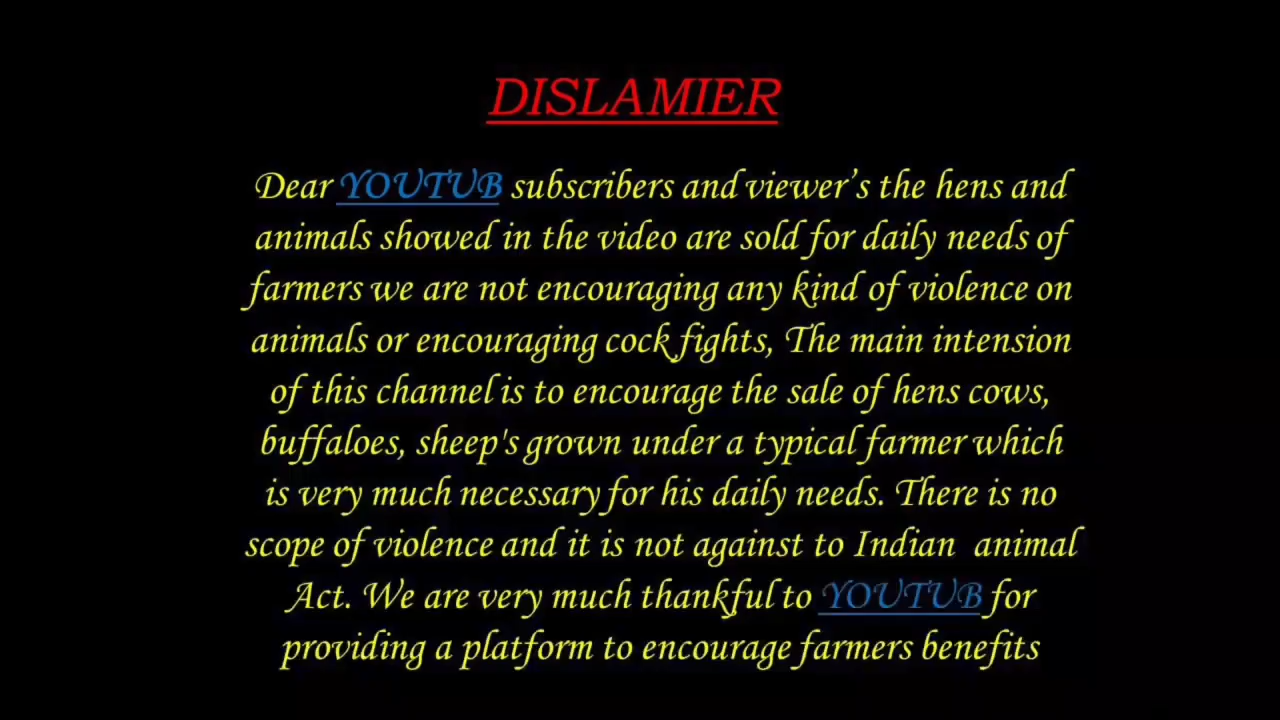 DISLAMIER
Dear YOUTUB subscribers and viewer’s the hens and
animals showed in the video are sold for daily needs of
farmers we are not encouraging any kind of violence on
animals or encouraging cock fights, The main intension
of this channel is to encourage the sale of hens cows,
buffaloes, sheep's grown under a typical farmer which
is very much necessary for his daily needs. There is no
scope of violence and it is not against to Indian  animal
Act. We are very much thankful to YOUTUB for
providing a platform to encourage farmers benefits